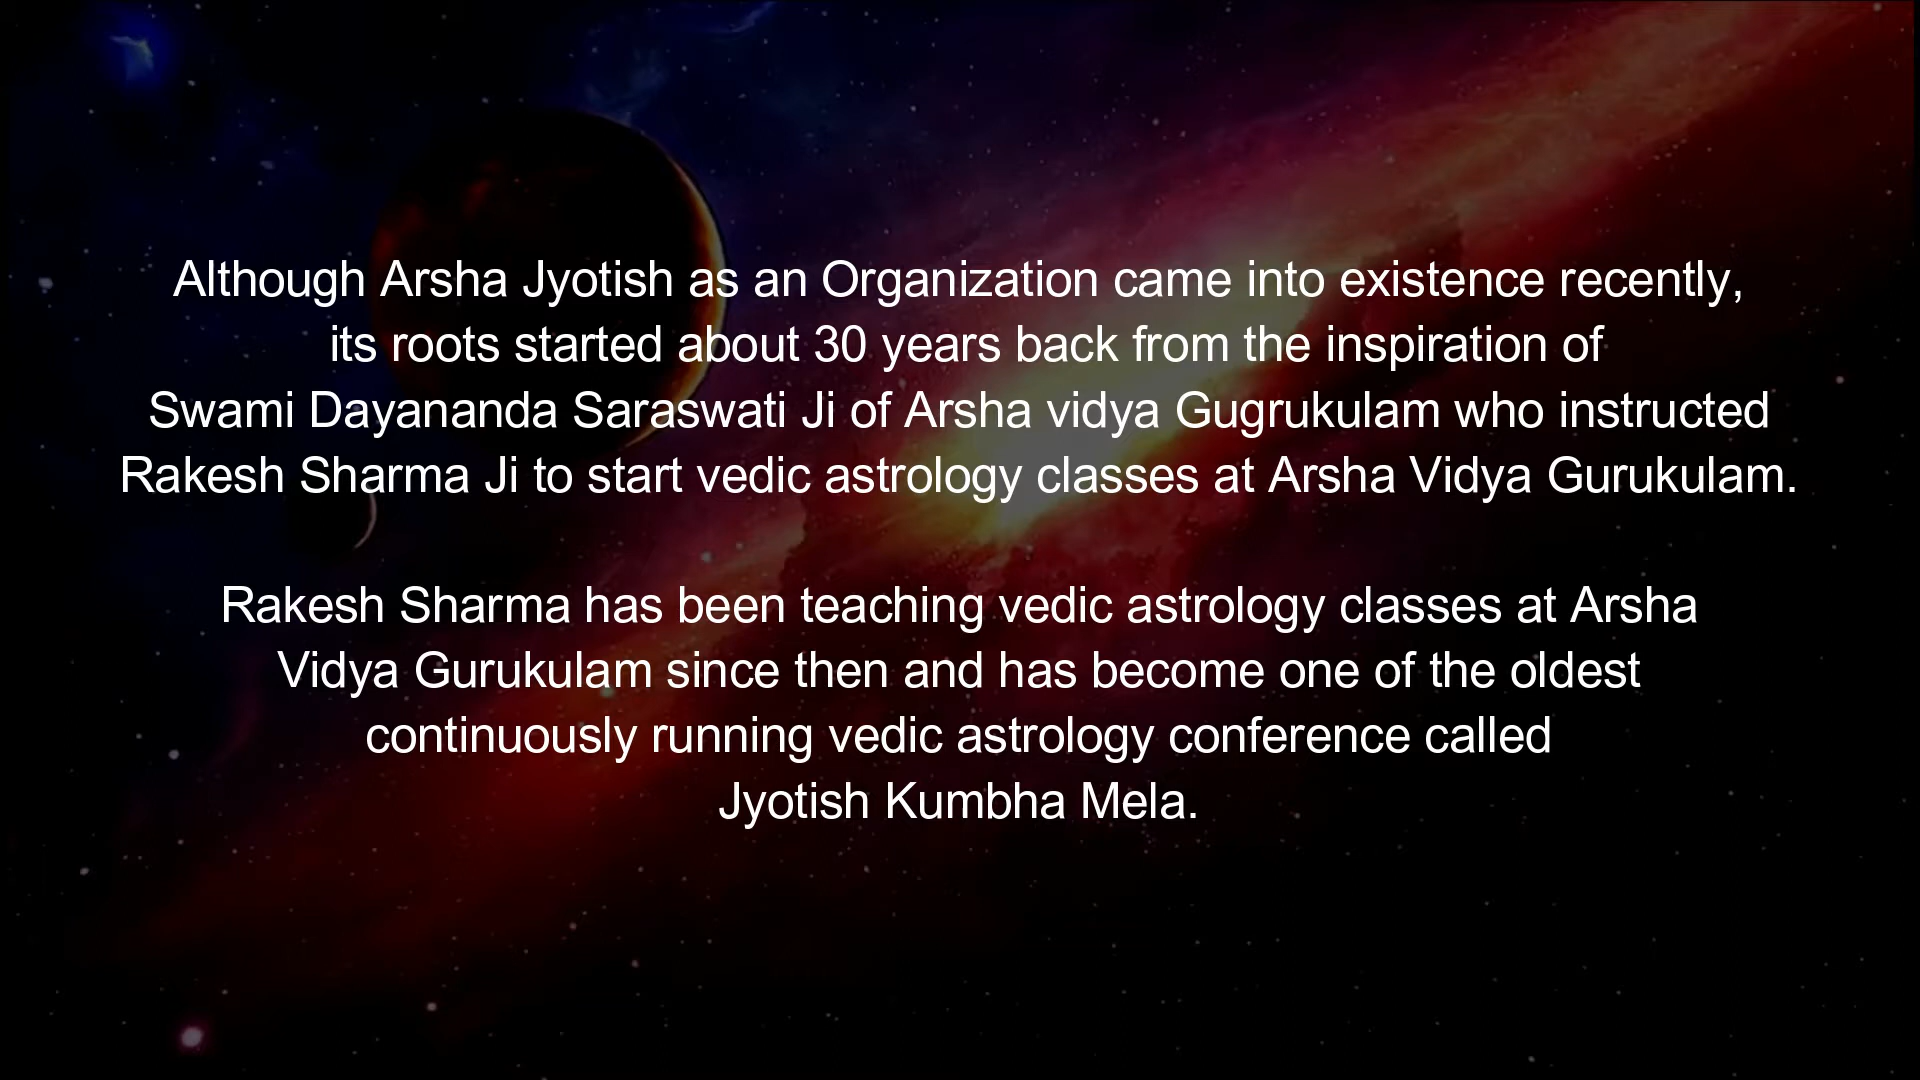 Although Arsha Jyotish as an Organization came into existence recently,
its roots started about 30 years back from the inspiration of
Swami Dayananda Saraswati Ji of Arsha vidya Gugrukulam who instructed
Rakesh Sharma Ji to start vedic astrology classes at Arsha Vidya Gurukulam.
Rakesh Sharma has been teaching vedic astrology classes at Arsha
Vidya Gurukulam since then and has become one of the oldest
continuously running vedic astrology conference called
Jyotish Kumbha Mela.